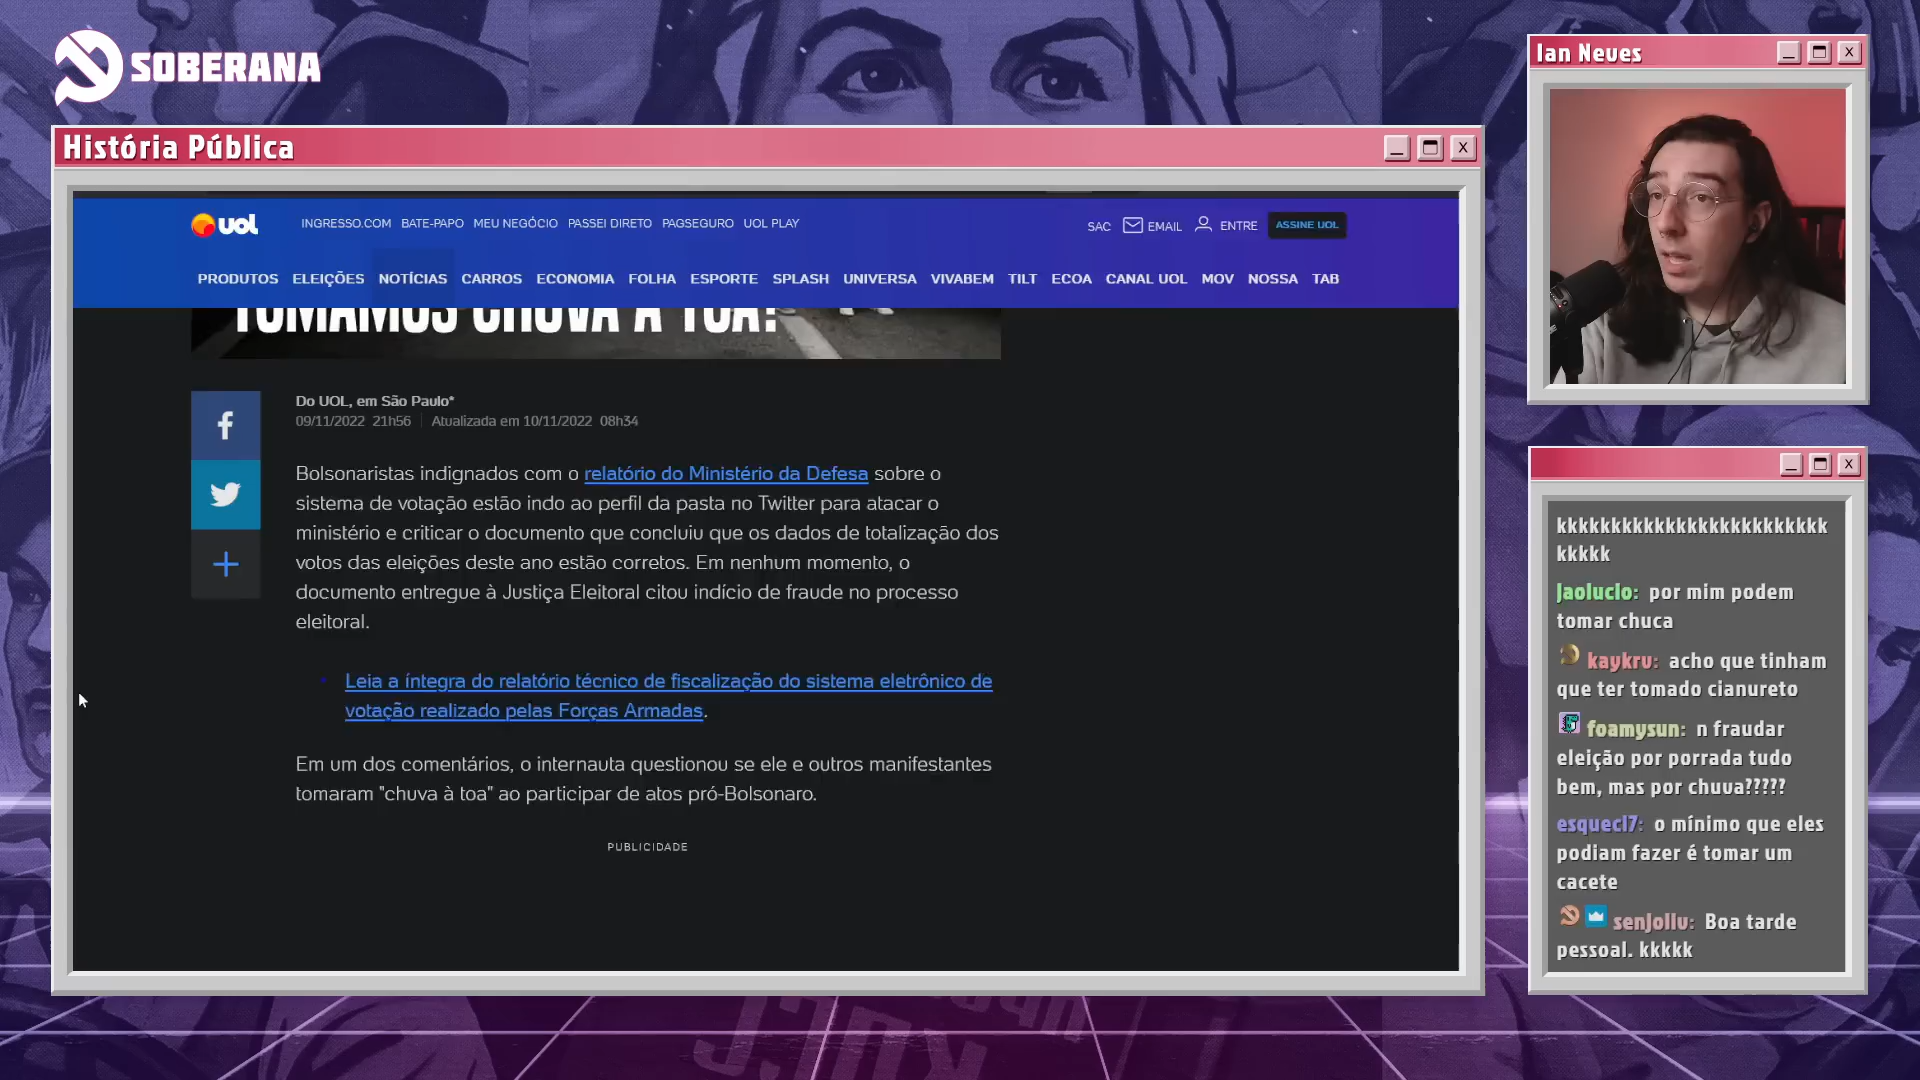 SOBERANA
História Pública
uol
INGRESSO.COM BATE-PAPO MEU NEGÓCIO PASSEI DIRETO PAGSEGURO UOL PLAY
SAC EMAIL ENTRE ASSINE UOL
PRODUTOS ELEIÇÕES NOTÍCIAS CARROS ECONOMIA FOLHA ESPORTE SPLASH UNIVERSA VIVABEM TILT ECOA CANAL UOL MOV NOSSA TAB
TOMAMOS CHUVA À TOA?
Do UOL, em São Paulo*
09/11/2022 21h56 Atualizada em 10/11/2022 08h34
Bolsonaristas indignados com o relatório do Ministério da Defesa sobre o
sistema de votação estão indo ao perfil da pasta no Twitter para atacar o
ministério e criticar o documento que concluiu que os dados de totalização dos
votos das eleições deste ano estão corretos. Em nenhum momento, o
documento entregue à Justiça Eleitoral citou indício de fraude no processo
eleitoral.
Leia a íntegra do relatório técnico de fiscalização do sistema eletrônico de
votação realizado pelas Forças Armadas.
Em um dos comentários, o internauta questionou se ele e outros manifestantes
tomaram "chuva à toa" ao participar de atos pró-Bolsonaro.
PUBLICIDADE
Ian Neves
kkkkkkkkkkkkkkkkkkkkkkkkk
kkkkk
Jaolucio: por mim podem
tomar chuca
kaykrv: acho que tinham
que ter tomado cianureto
foamysun: n fraudar
eleição por porrada tudo
bem, mas por chuva?????
esquecl7: o mínimo que eles
podiam fazer é tomar um
cacete
senjollu: Boa tarde
pessoal. kkkkk